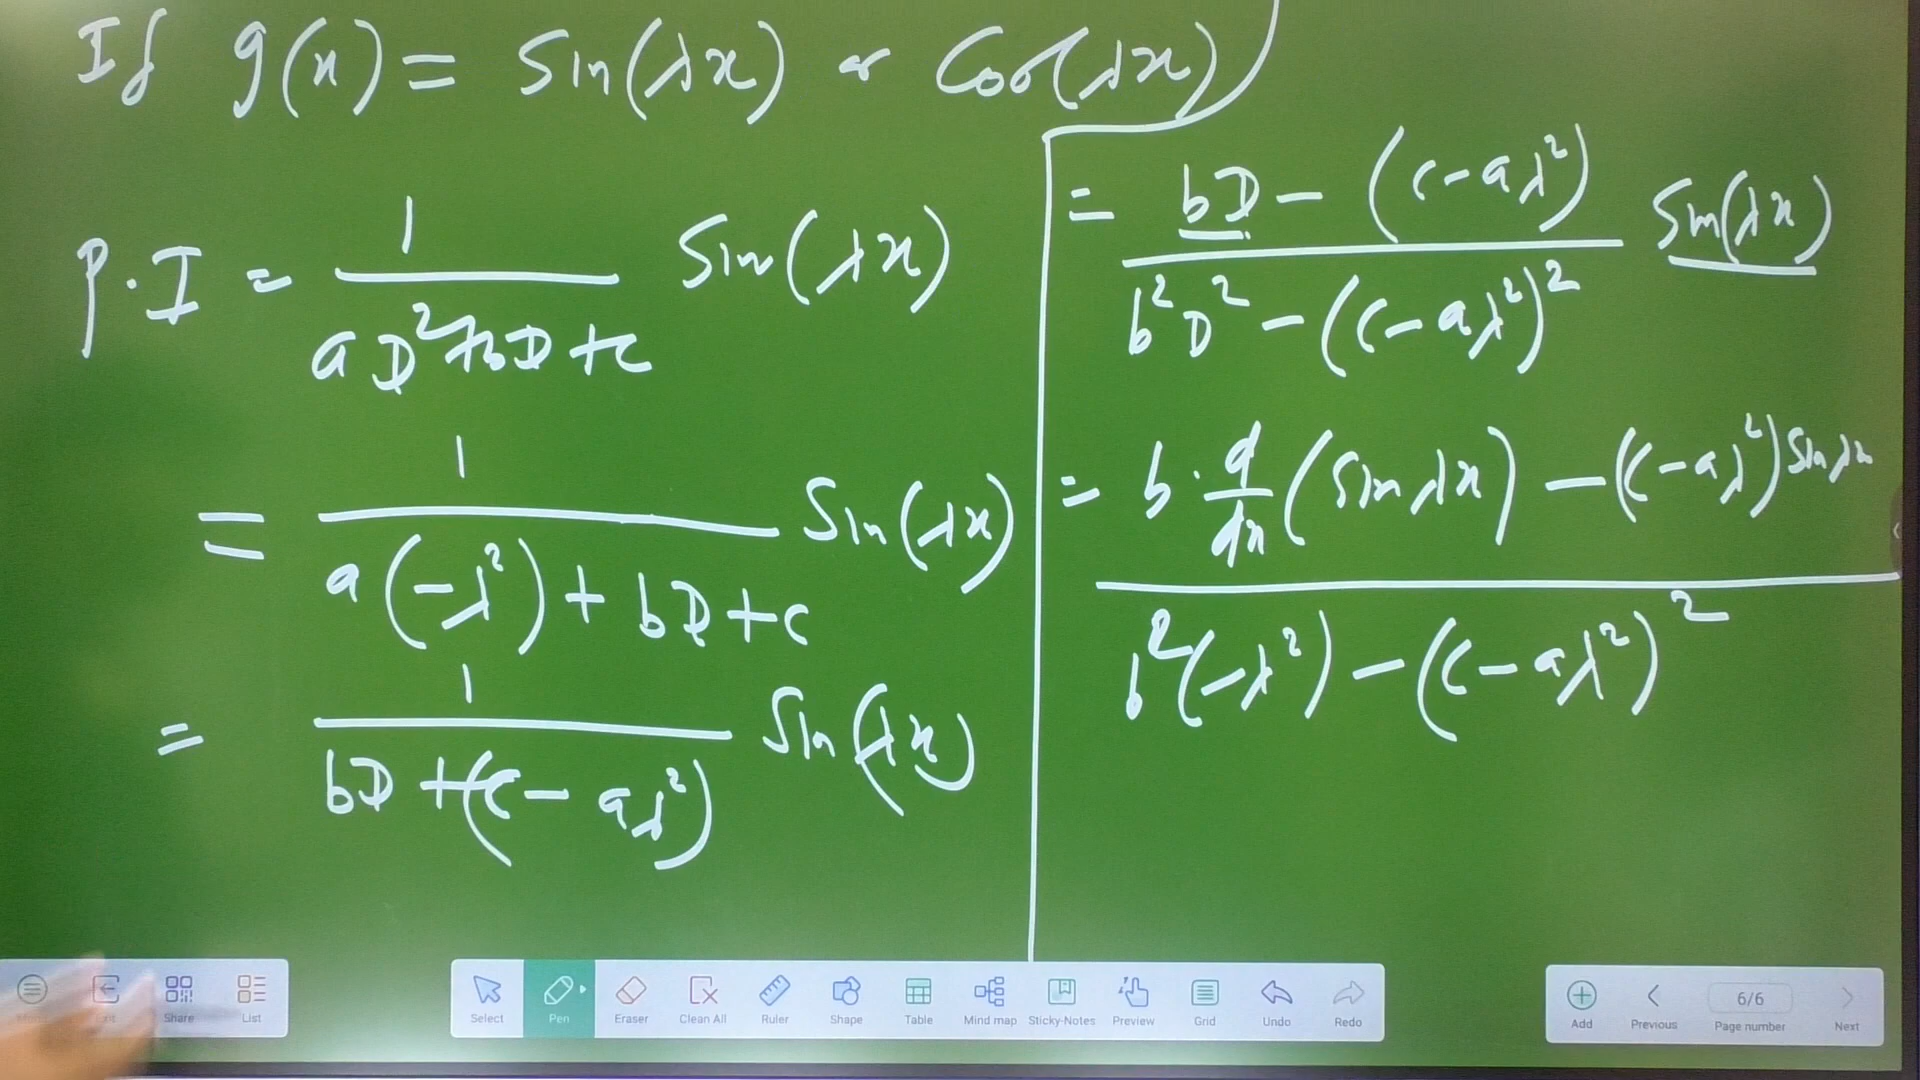 If g(x) = Sin(λx) or Cos(λx)
P.I = 1 / (aD²+bD+c) Sin(λx)
= 1 / (a(-λ²) + bD + c) Sin(λx)
= 1 / (bD + (c - aλ²)) Sin(λx)
= (bD - (c-aλ²)) / (b²D² - (c-aλ²)²) Sin(λx)
= (b · d/dx (Sin λx) - (c-aλ²) Sin λx) / (b²(-λ²) - (c-aλ²)²)
Share List
Select Pen Eraser Clean All Ruler Shape Table Mind map Sticky-Notes Preview Grid Undo Redo
Add Previous 6/6 Page number Next